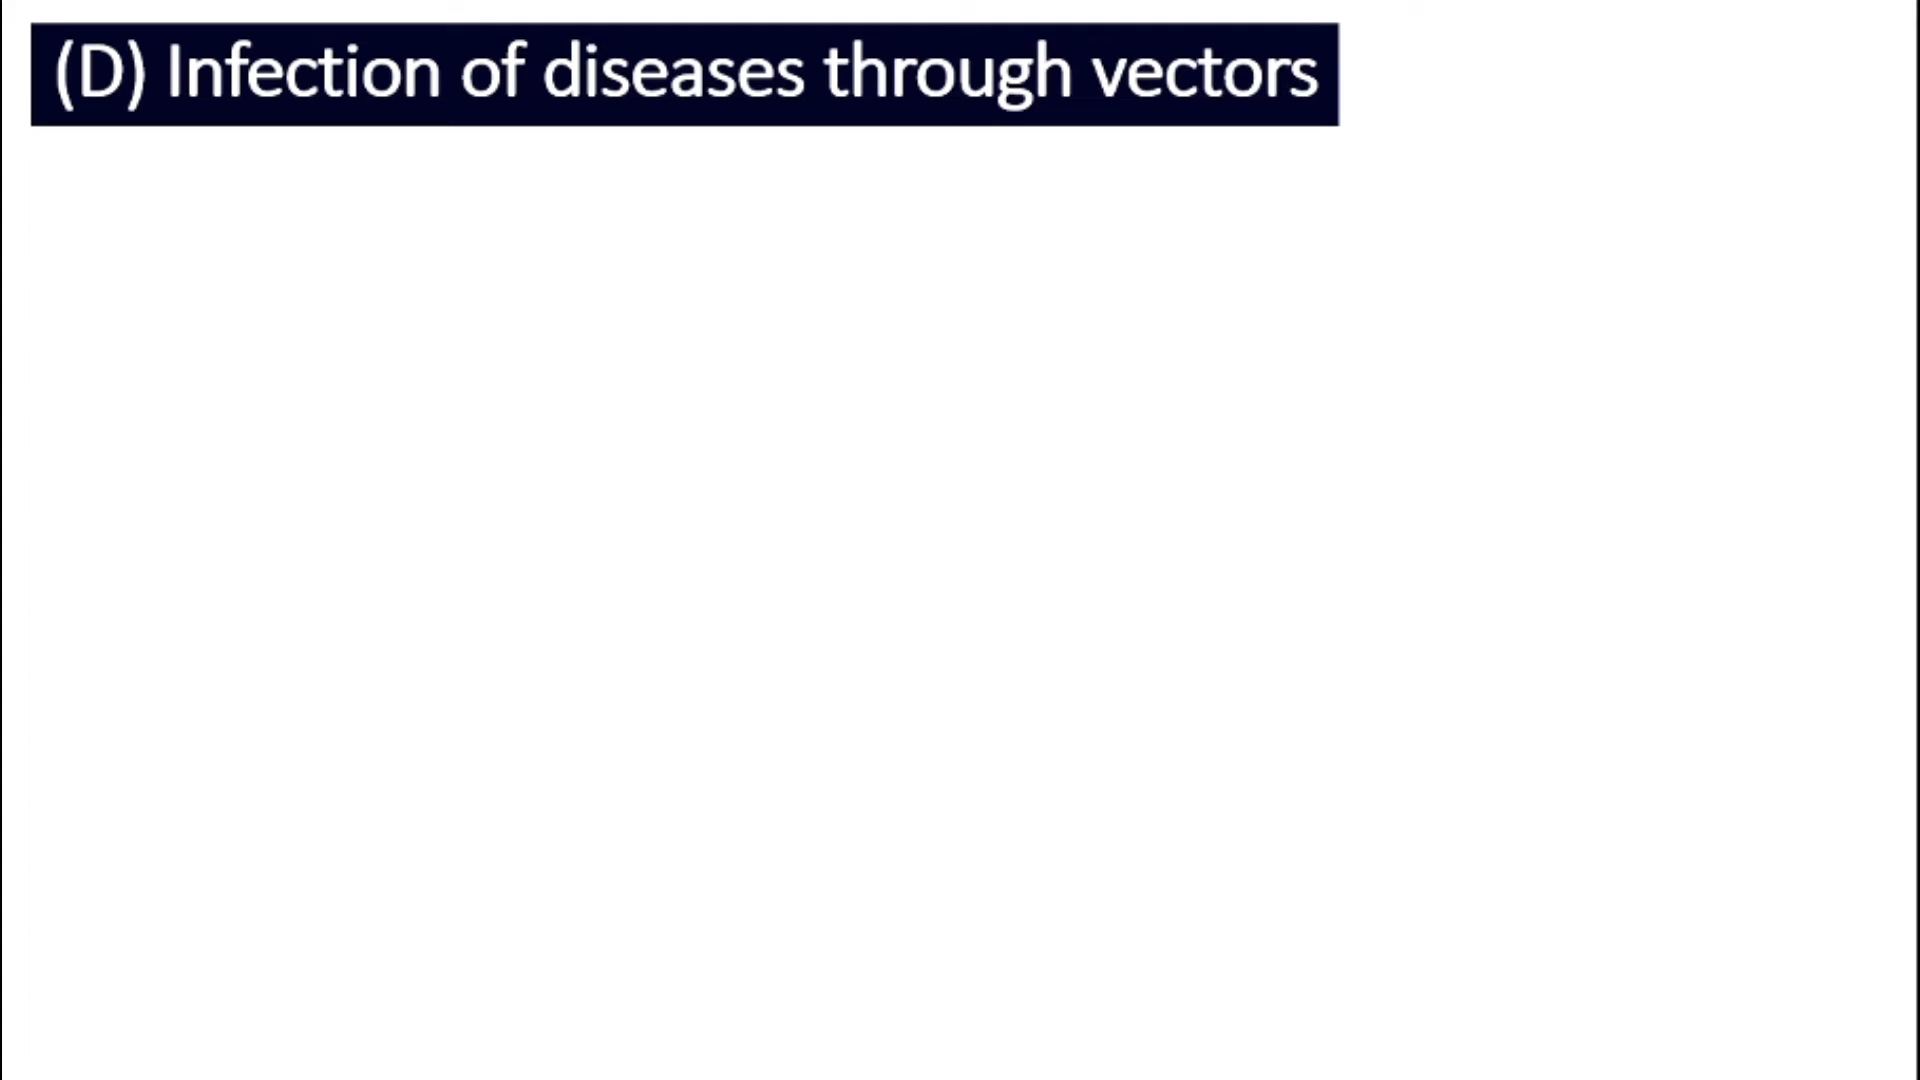 (D) Infection of diseases through vectors